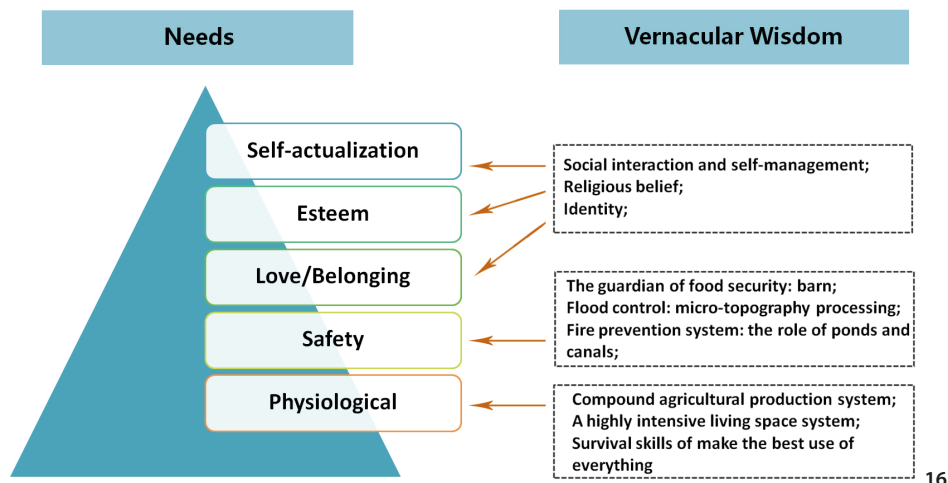 Needs
Vernacular Wisdom
Self-actualization
Esteem
Love/Belonging
Safety
Physiological
Social interaction and self-management;
Religious belief;
Identity;
The guardian of food security: barn;
Flood control: micro-topography processing;
Fire prevention system: the role of ponds and
canals;
Compound agricultural production system;
A highly intensive living space system;
Survival skills of make the best use of
everything
16